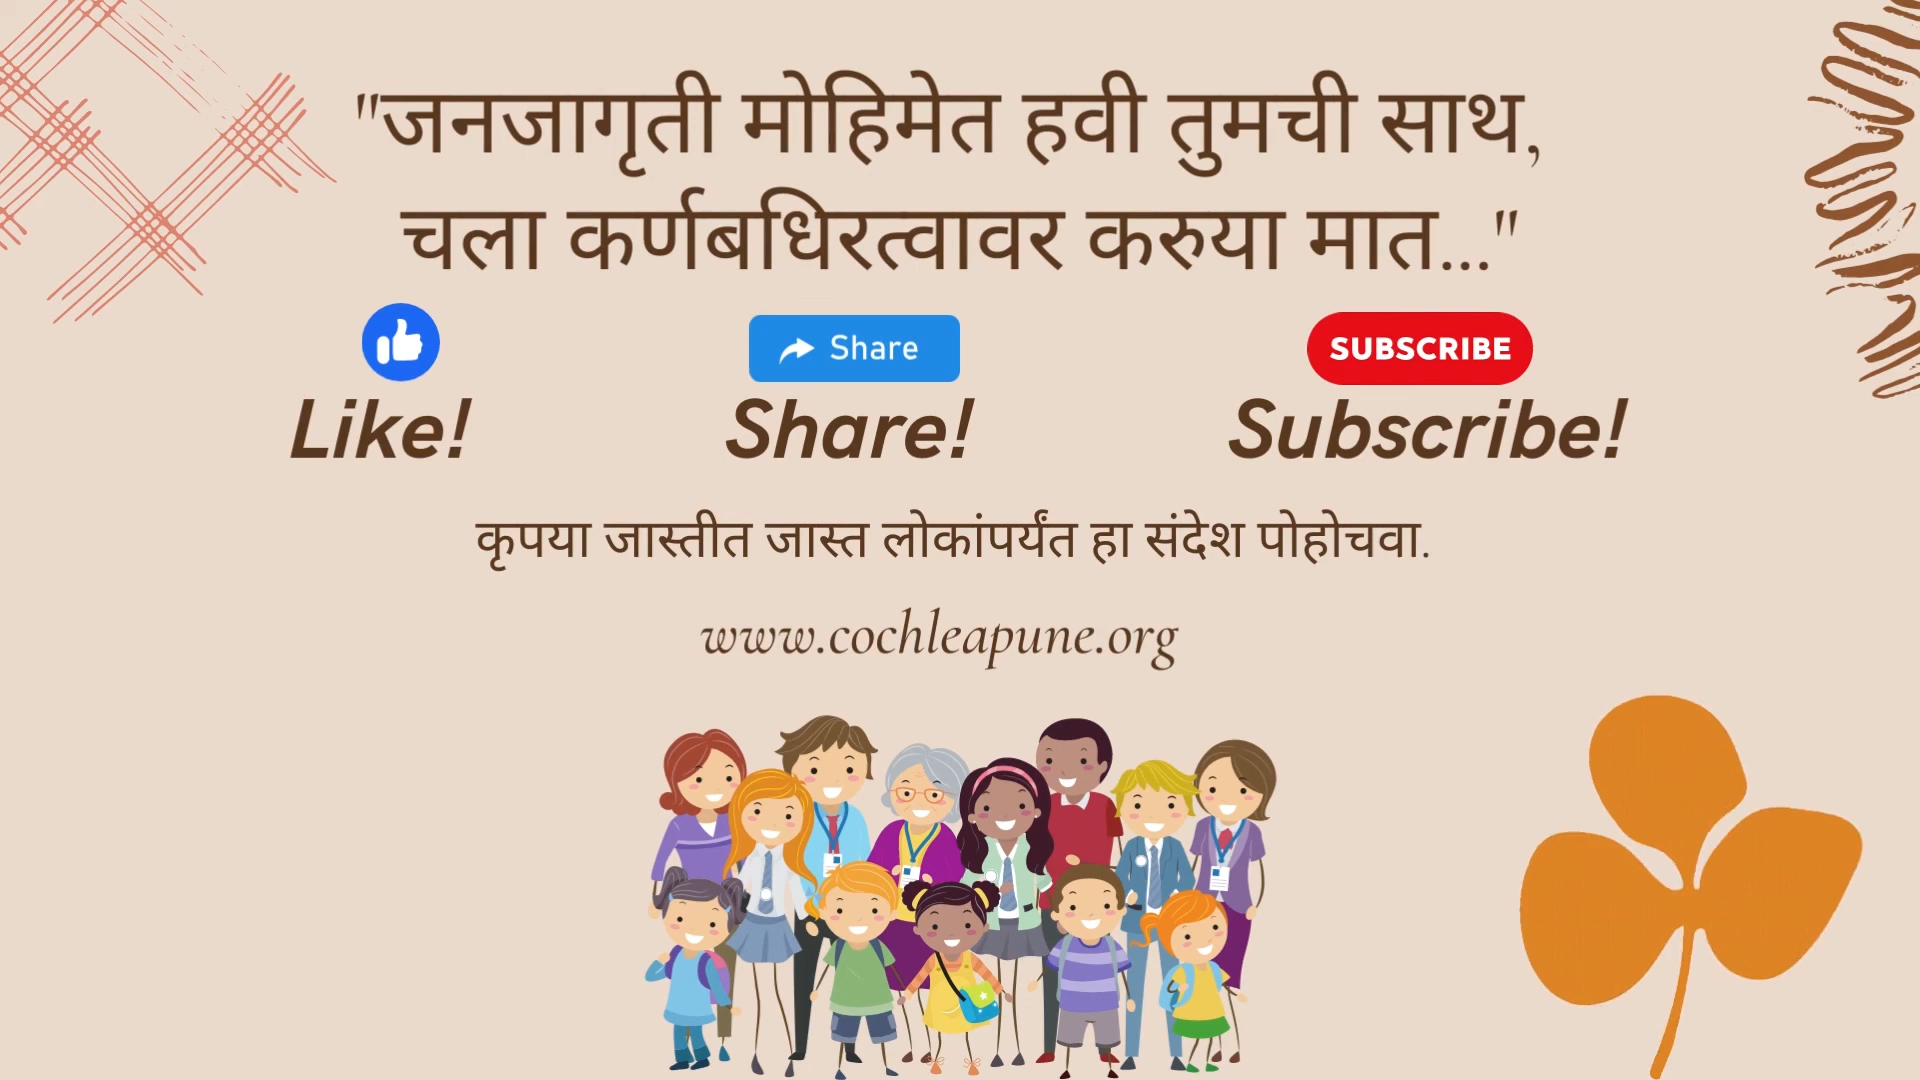 "जनजागृती मोहिमेत हवी तुमची साथ,
चला कर्णबधिरत्वावर करुया मात..."
Share
SUBSCRIBE
Like!
Share!
Subscribe!
कृपया जास्तीत जास्त लोकांपर्यंत हा संदेश पोहोचवा.
www.cochleapune.org